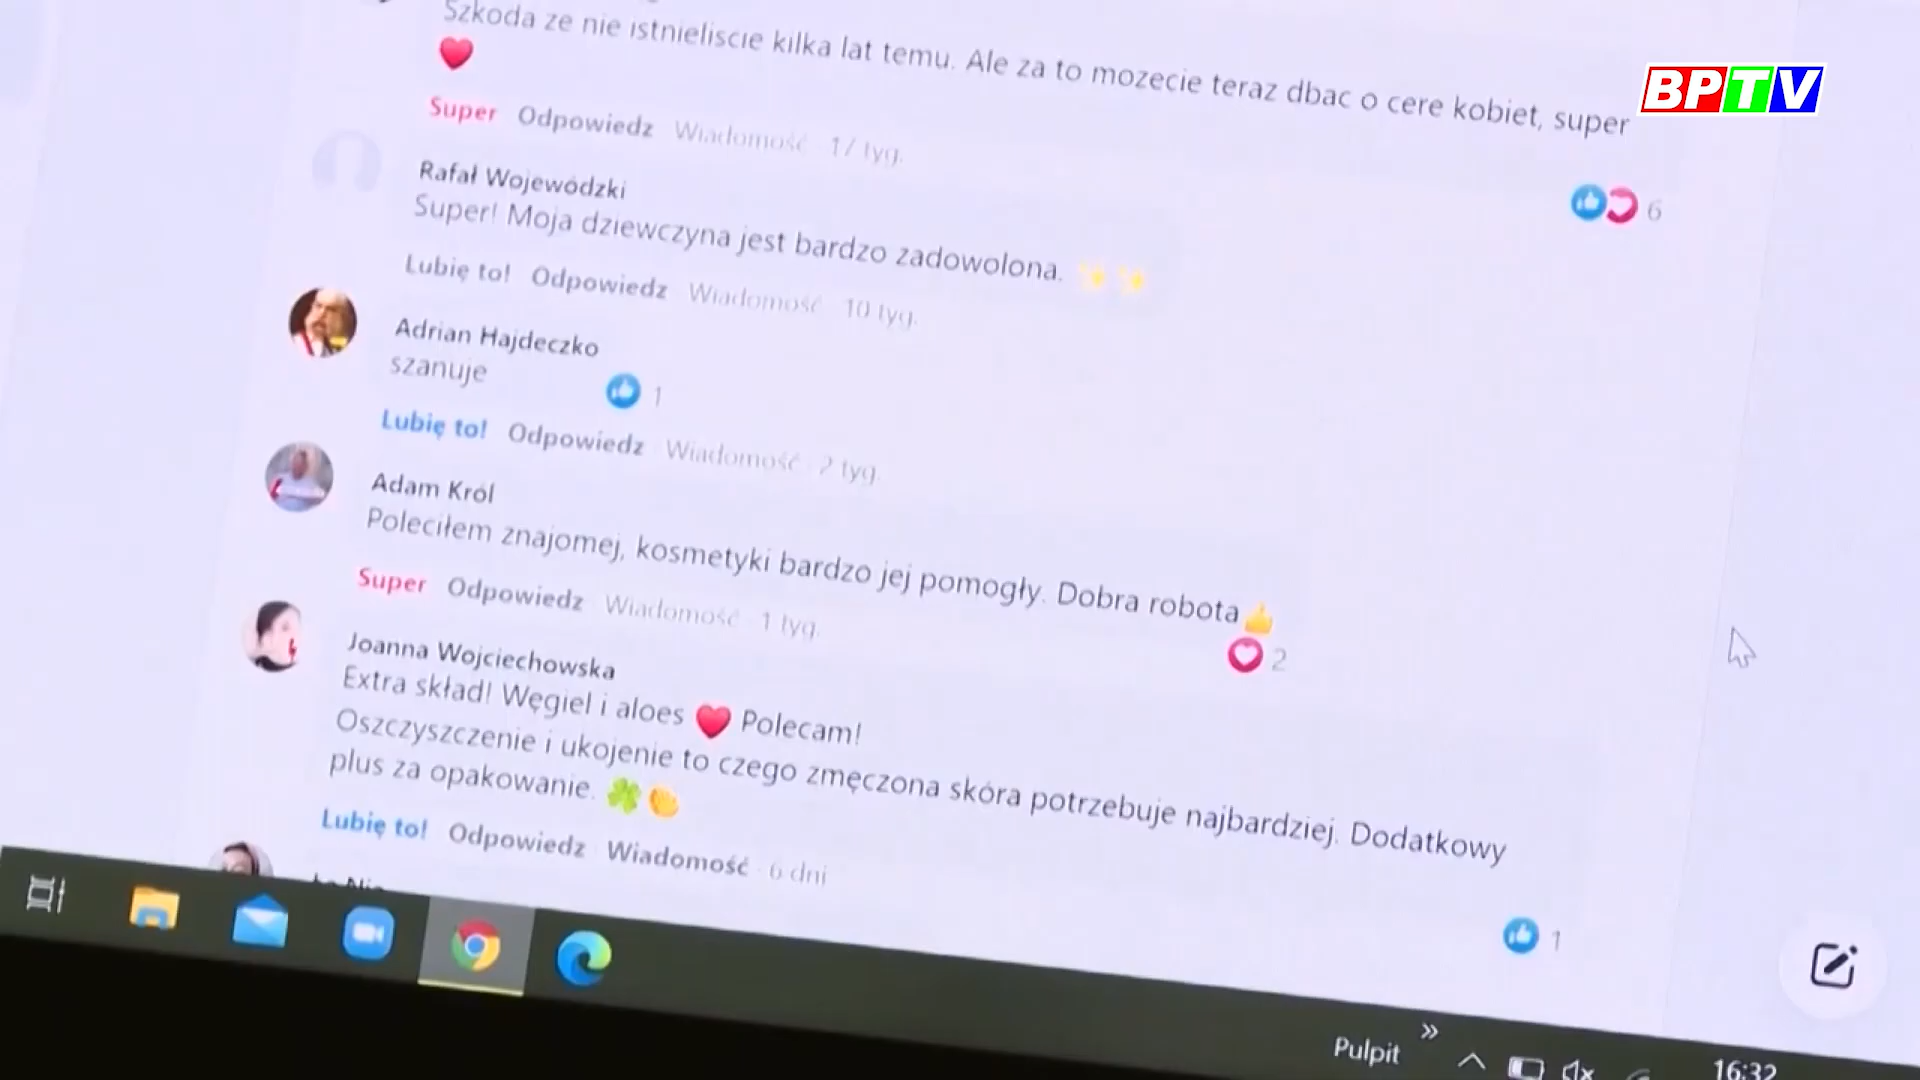 Szkoda ze nie istnieliscie kilka lat temu. Ale za to mozecie teraz dbac o cere kobiet, super
BPTV
Super Odpowiedz Wiadomość · 17 tyg.
6
Rafał Wojewódzki
Super! Moja dziewczyna jest bardzo zadowolona.
Lubię to! Odpowiedz Wiadomość · 10 tyg.
Adrian Hajdeczko
szanuje
1
Lubię to! Odpowiedz Wiadomość · 2 tyg.
Adam Król
Poleciłem znajomej, kosmetyki bardzo jej pomogły. Dobra robota
2
Super Odpowiedz Wiadomość · 1 tyg.
Joanna Wojciechowska
Extra skład! Węgiel i aloes ❤ Polecam!
Oszczyszczenie i ukojenie to czego zmęczona skóra potrzebuje najbardziej. Dodatkowy
plus za opakowanie.
Lubię to! Odpowiedz · Wiadomość · 6 dni
1
Pulpit »
16:32